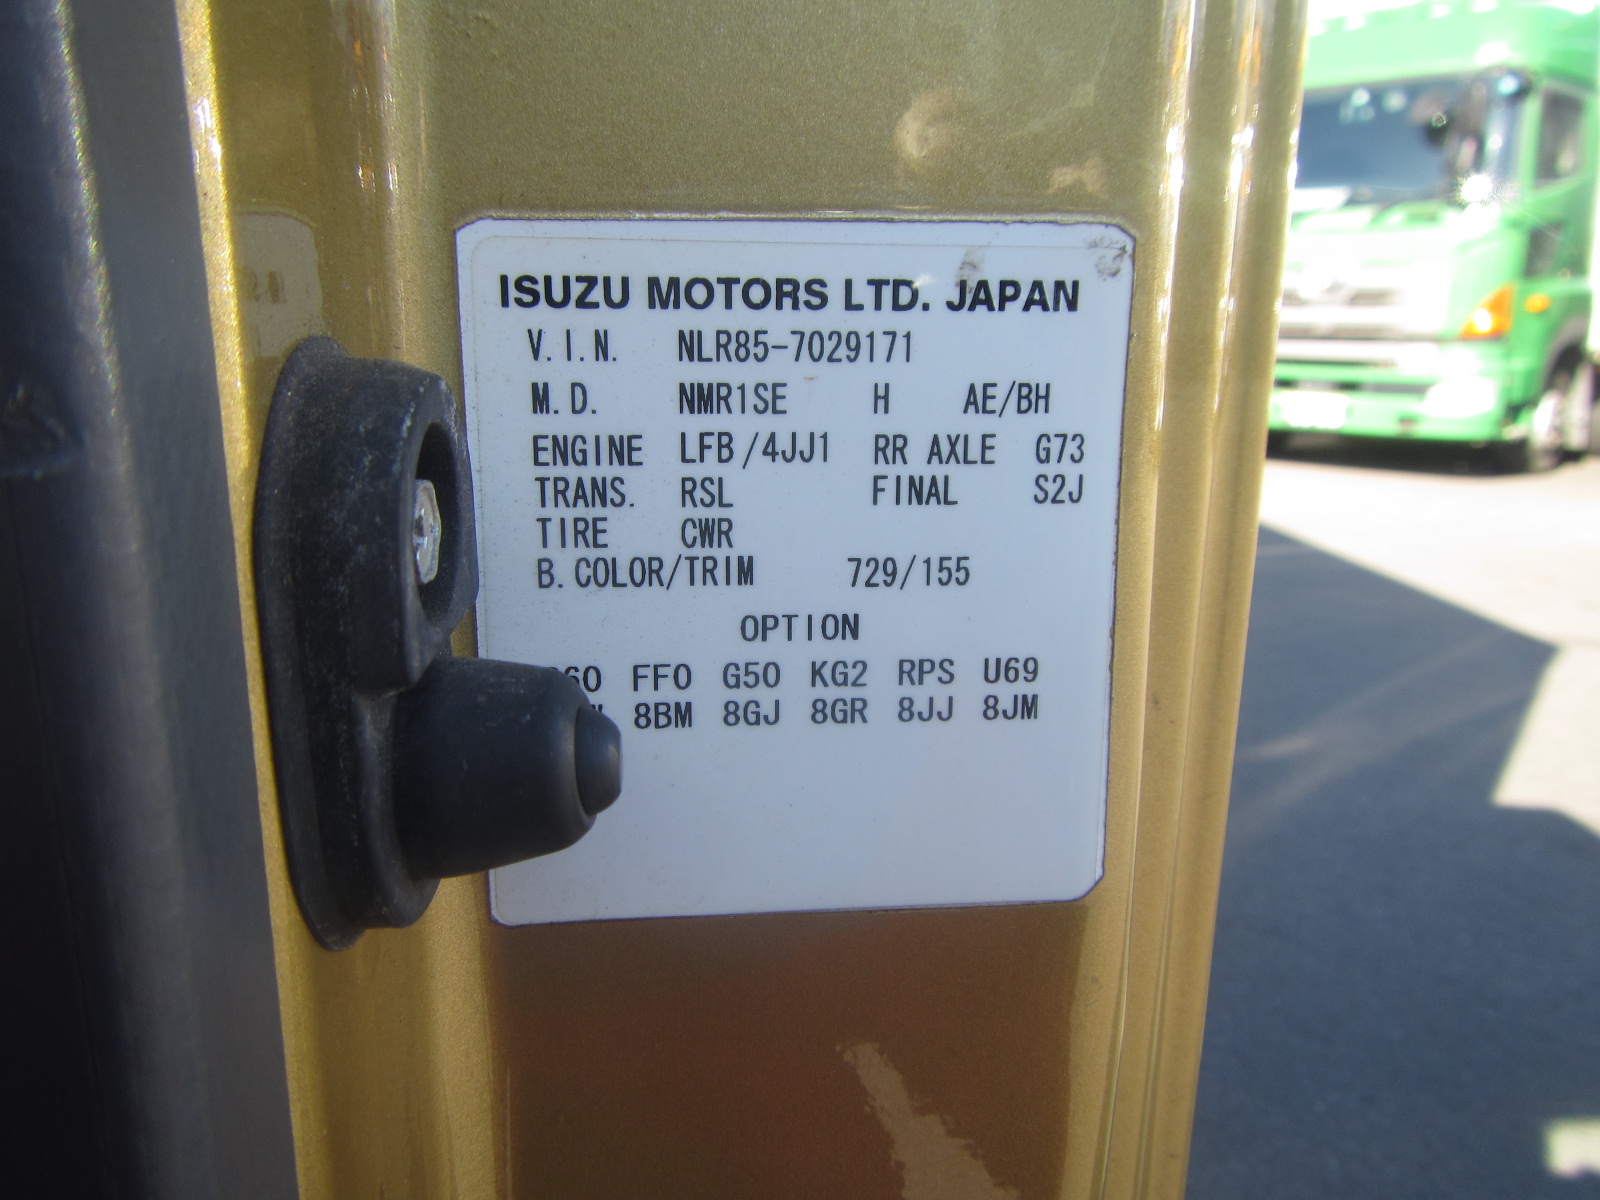 ISUZU MOTORS LTD. JAPAN
V.I.N. NLR85-7029171
M.D. NMR1SE H AE/BH
ENGINE LFB/4JJ1 RR AXLE G73
TRANS. RSL FINAL S2J
TIRE CWR
B.COLOR/TRIM 729/155
OPTION
FF0 G50 KG2 RPS U69
8BM 8GJ 8GR 8JJ 8JM